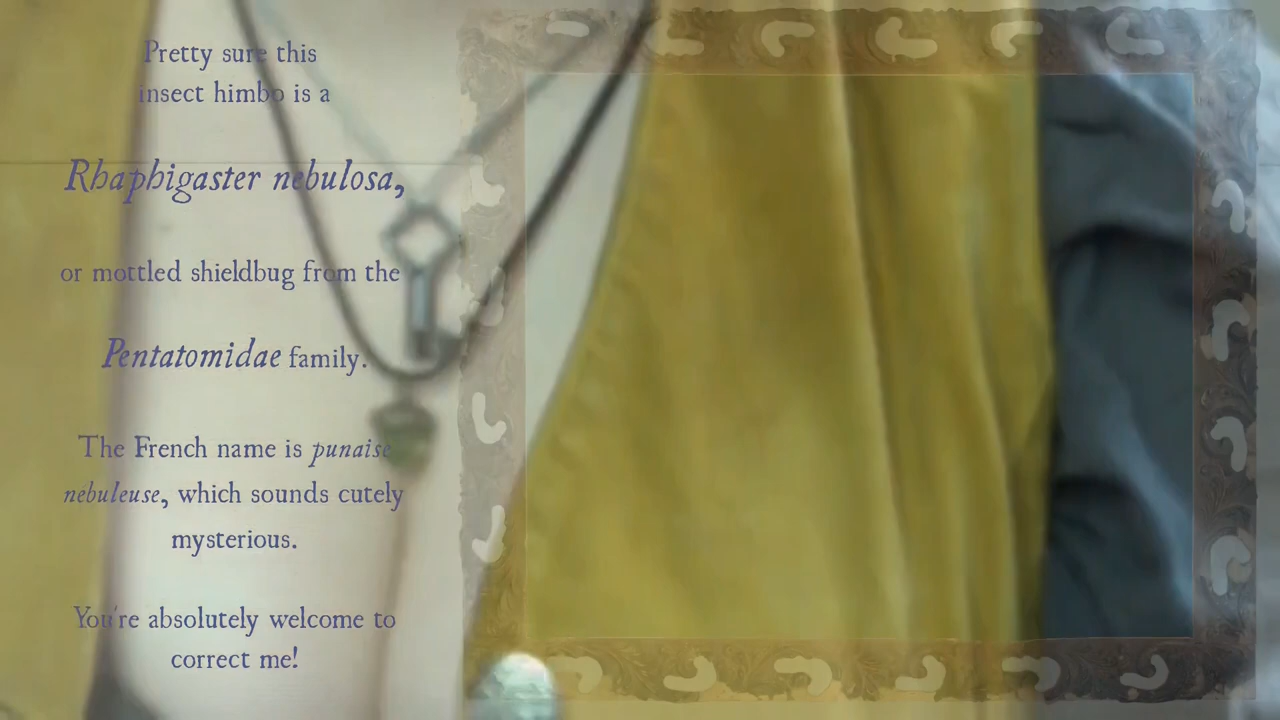 Pretty sure this
insect himbo is a
Rhaphigaster nebulosa,
or mottled shieldbug from the
Pentatomidae family.
The French name is punaise
nébuleuse, which sounds cutely
mysterious.
You're absolutely welcome to
correct me!